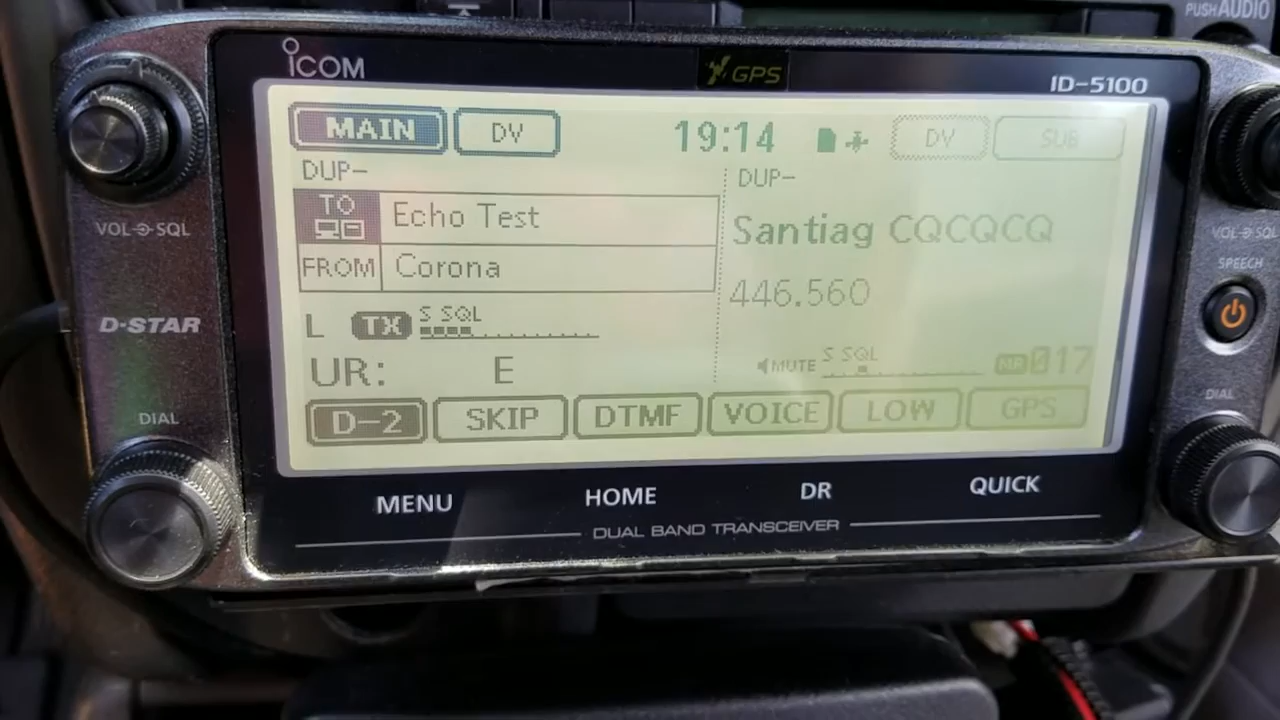 PUSH AUDIO
ICOM
GPS
ID-5100
MAIN DV 19:14 DV SUB
DUP-
DUP-
TO Echo Test
FROM Corona
Santiag CQCQCQ
446.560
L TX S SQL
UR: E
MUTE S SQL
D-2 SKIP DTMF VOICE LOW GPS
VOL SQL
D-STAR
DIAL
VOL SQL
SPEECH
DIAL
MENU HOME DR QUICK
DUAL BAND TRANSCEIVER